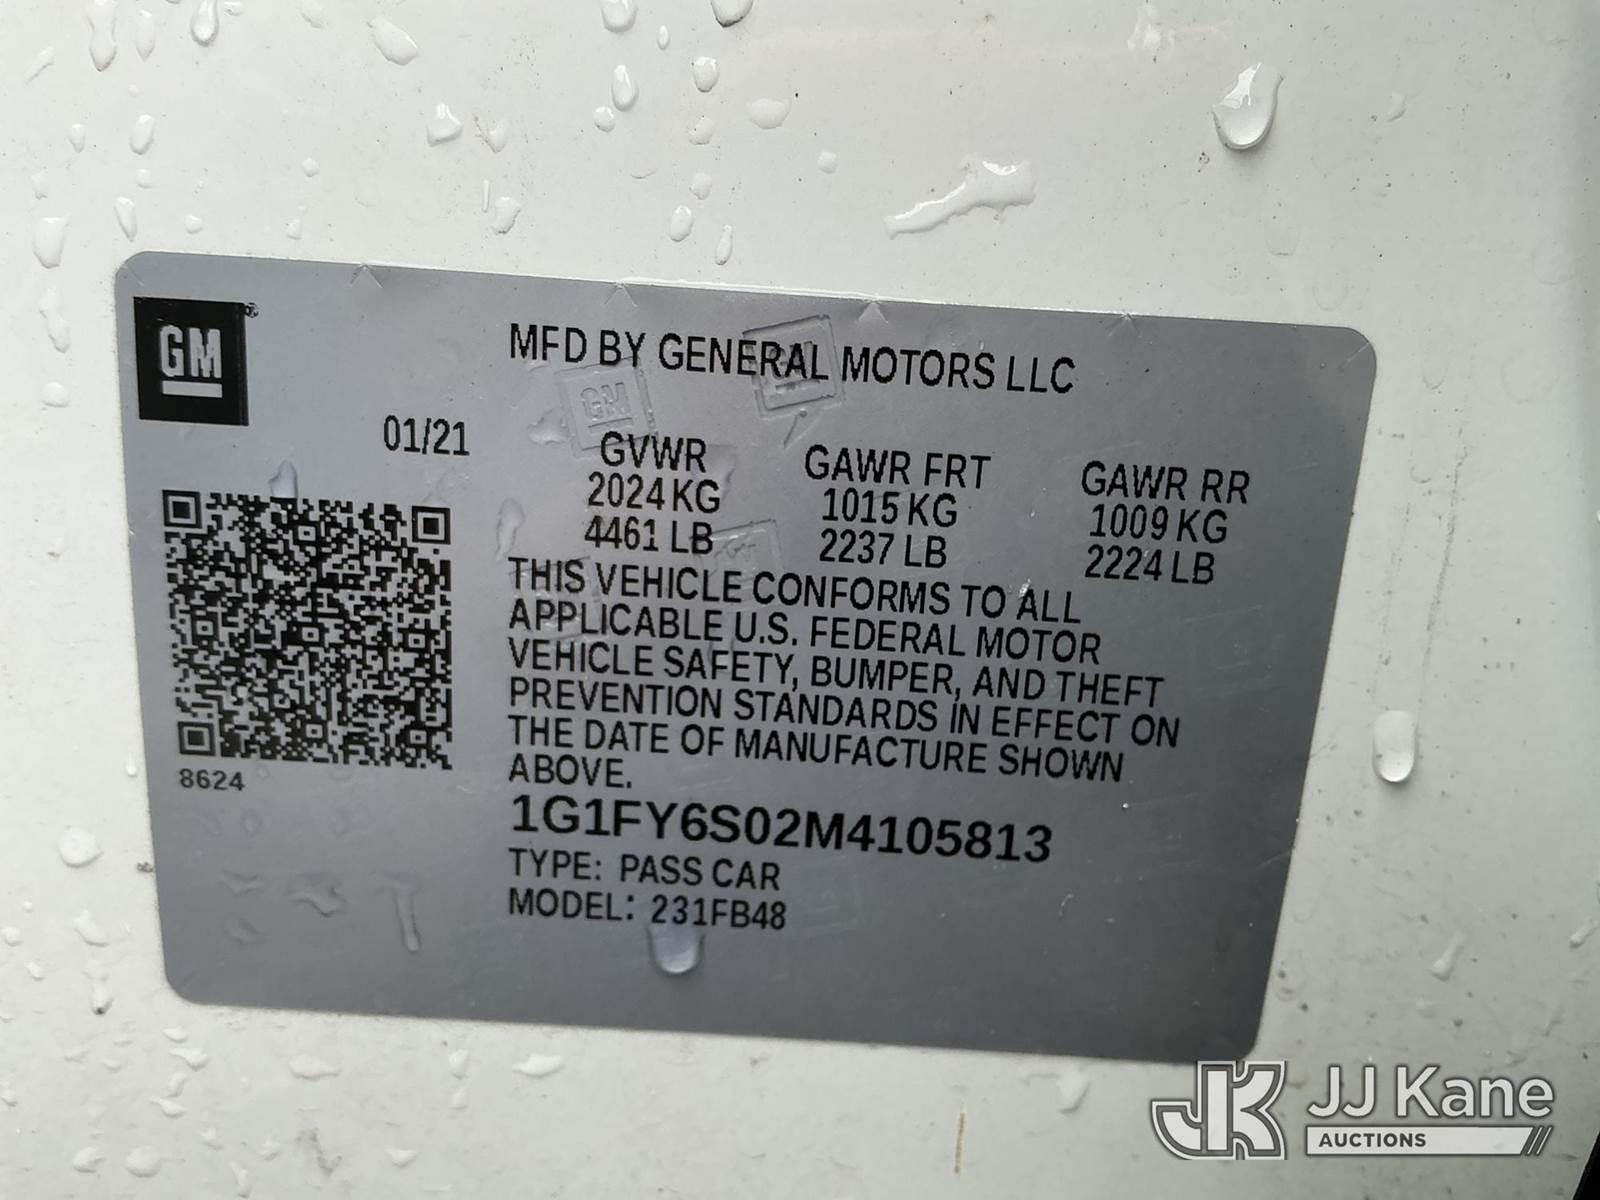 GM
MFD BY GENERAL MOTORS LLC
01/21
GVWR
2024 KG
4461 LB
GAWR FRT
1015 KG
2237 LB
GAWR RR
1009 KG
2224 LB
THIS VEHICLE CONFORMS TO ALL
APPLICABLE U.S. FEDERAL MOTOR
VEHICLE SAFETY, BUMPER, AND THEFT
PREVENTION STANDARDS IN EFFECT ON
THE DATE OF MANUFACTURE SHOWN
ABOVE.
8624
1G1FY6S02M4105813
TYPE: PASS CAR
MODEL: 231FB48
JK JJ Kane
AUCTIONS